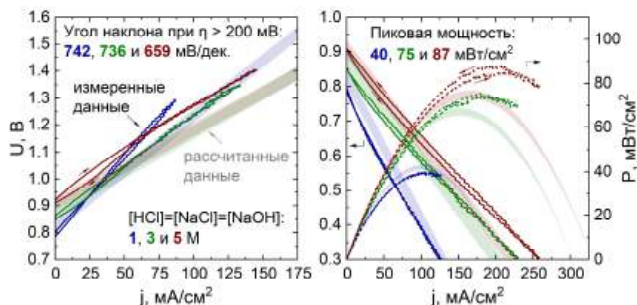 Угол наклона при η > 200 мВ:
742, 736 и 659 мВ/дек.
измеренные
данные
рассчитанные
данные
[HCl]=[NaCl]=[NaOH]:
1, 3 и 5 М
U, В
1.6
1.5
1.4
1.3
1.2
1.1
1.0
0.9
0.8
0.7
0 25 50 75 100 125 150 175
j, мА/см²
Пиковая мощность:
40, 75 и 87 мВт/см²
0.9
0.8
0.7
0.6
0.5
0.4
0.3
100
80
60
40
20
0
P, мВт/см²
0 50 100 150 200 250 300
j, мА/см²